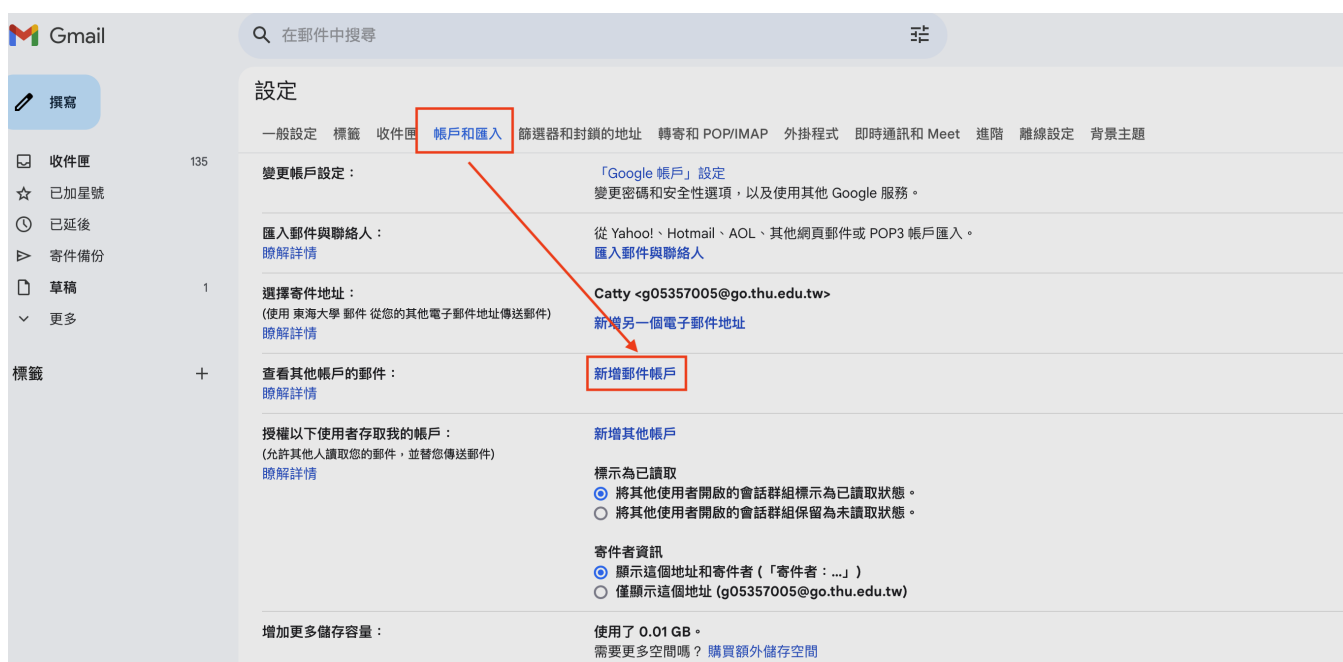 Gmail
在郵件中搜尋
撰寫
收件匣 135
已加星號
已延後
寄件備份
草稿 1
更多
標籤
設定
一般設定 標籤 收件匣 帳戶和匯入 篩選器和封鎖的地址 轉寄和 POP/IMAP 外掛程式 即時通訊和 Meet 進階 離線設定 背景主題
變更帳戶設定：
「Google 帳戶」設定
變更密碼和安全性選項，以及使用其他 Google 服務。
匯入郵件與聯絡人：
瞭解詳情
從 Yahoo!、Hotmail、AOL、其他網頁郵件或 POP3 帳戶匯入。
匯入郵件與聯絡人
選擇寄件地址：
(使用 東海大學 郵件 從您的其他電子郵件地址傳送郵件)
瞭解詳情
Catty <g05357005@go.thu.edu.tw>
新增另一個電子郵件地址
查看其他帳戶的郵件：
瞭解詳情
新增郵件帳戶
授權以下使用者存取我的帳戶：
(允許其他人讀取您的郵件，並替您傳送郵件)
瞭解詳情
新增其他帳戶
標示為已讀取
將其他使用者開啟的會話群組標示為已讀取狀態。
將其他使用者開啟的會話群組保留為未讀取狀態。
寄件者資訊
顯示這個地址和寄件者 (「寄件者：...」)
僅顯示這個地址 (g05357005@go.thu.edu.tw)
增加更多儲存容量：
使用了 0.01 GB。
需要更多空間嗎？ 購買額外儲存空間